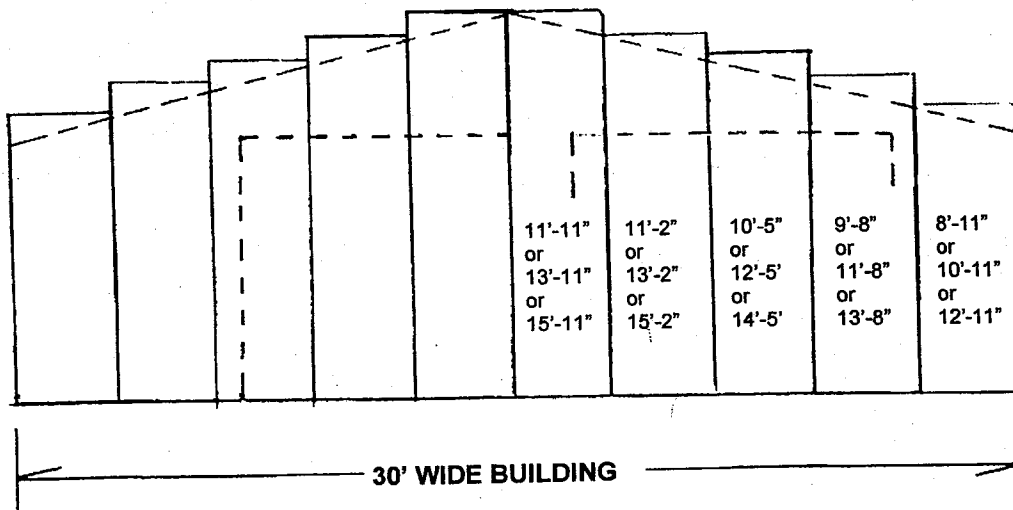 11'-11"
or
13'-11"
or
15'-11"
11'-2"
or
13'-2"
or
15'-2"
10'-5"
or
12'-5'
or
14'-5'
9'-8"
or
11'-8"
or
13'-8"
8'-11"
or
10'-11"
or
12'-11"
30' WIDE BUILDING